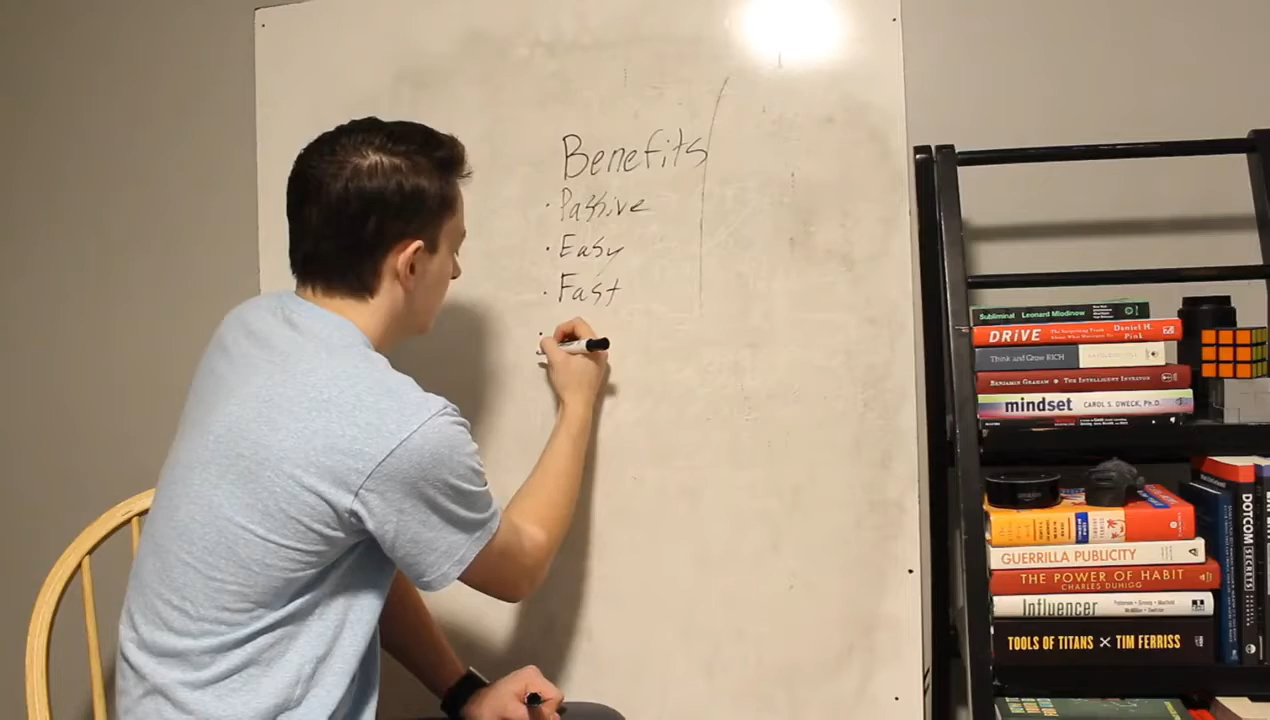 Benefits
· Passive
· Easy
· Fast
·
Subliminal Leonard Mlodinow
DRiVE The Surprising Truth About What Motivates Us Daniel H. Pink
Think and Grow RICH
BENJAMIN GRAHAM THE INTELLIGENT INVESTOR
mindset CAROL S. DWECK, Ph.D.
amazon
GUERRILLA PUBLICITY
THE POWER OF HABIT
CHARLES DUHIGG
Influencer
TOOLS OF TITANS × TIM FERRISS
DOTCOM SECRETS